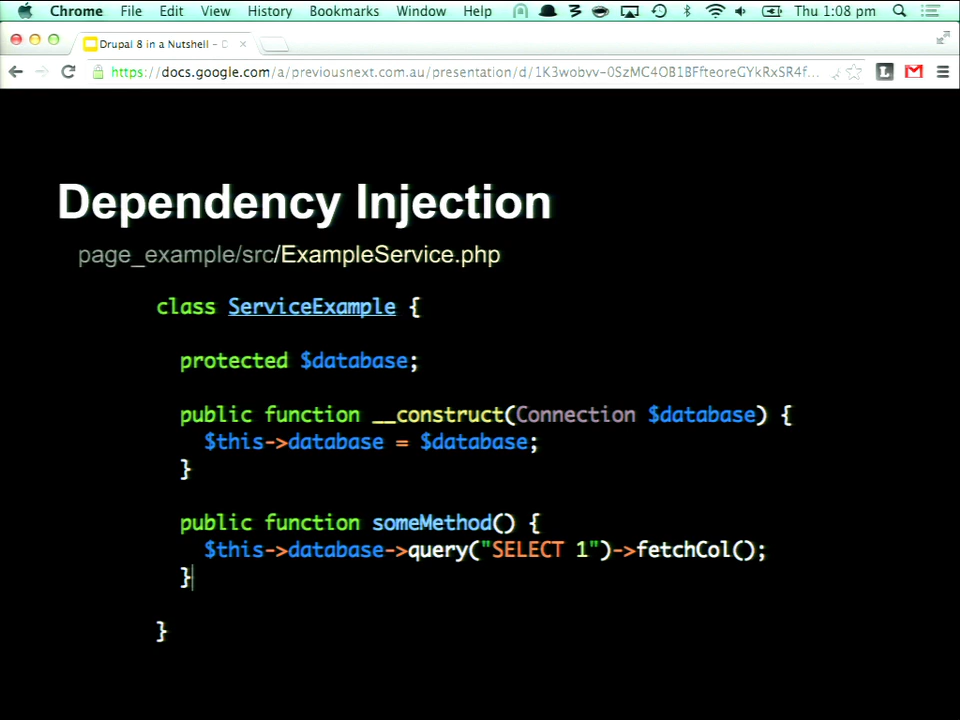 Chrome File Edit View History Bookmarks Window Help Thu 1:08 pm
Drupal 8 in a Nutshell – D
https://docs.google.com/a/previousnext.com.au/presentation/d/1K3wobvv-0SzMC4OB1BFfteoreGYkRxSR4f...
Dependency Injection
page_example/src/ExampleService.php
class ServiceExample {
protected $database;
public function __construct(Connection $database) {
$this->database = $database;
}
public function someMethod() {
$this->database->query("SELECT 1")->fetchCol();
}
}